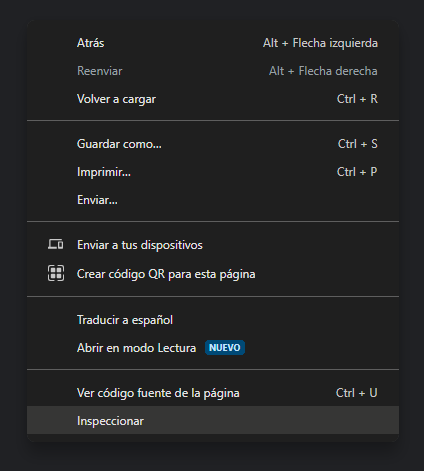 Atrás Alt + Flecha izquierda
Reenviar Alt + Flecha derecha
Volver a cargar Ctrl + R
Guardar como... Ctrl + S
Imprimir... Ctrl + P
Enviar...
Enviar a tus dispositivos
Crear código QR para esta página
Traducir a español
Abrir en modo Lectura NUEVO
Ver código fuente de la página Ctrl + U
Inspeccionar